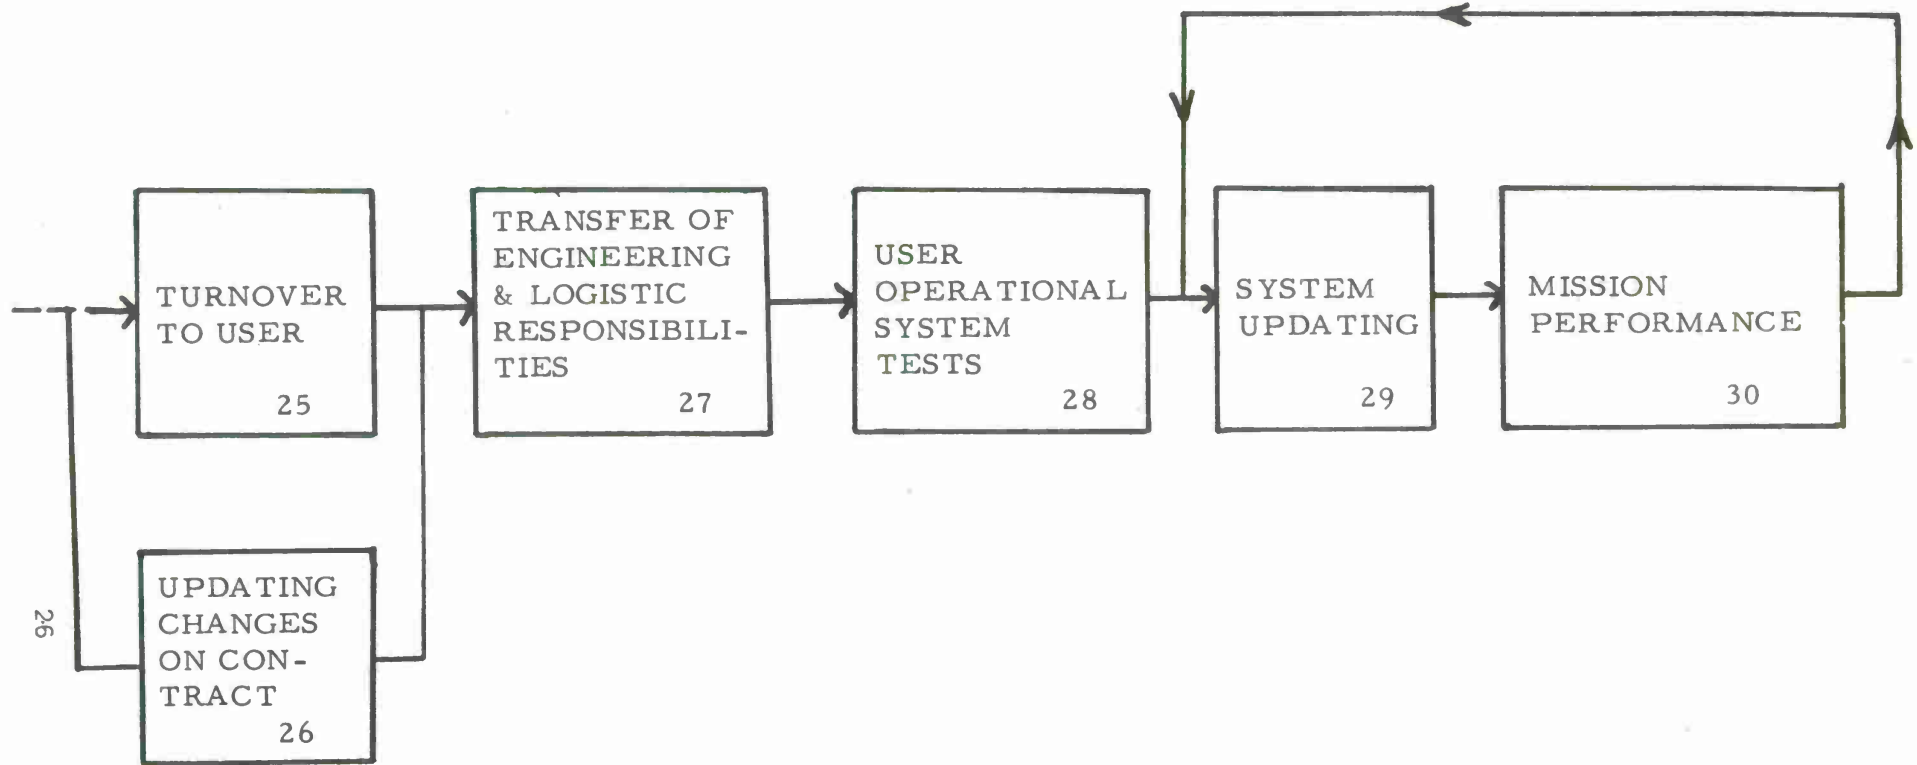 TURNOVER
TO USER
25
UPDATING
CHANGES
ON CON-
TRACT
26
TRANSFER OF
ENGINEERING
& LOGISTIC
RESPONSIBILI-
TIES
27
USER
OPERATIONAL
SYSTEM
TESTS
28
SYSTEM
UPDATING
29
MISSION
PERFORMANCE
30
26